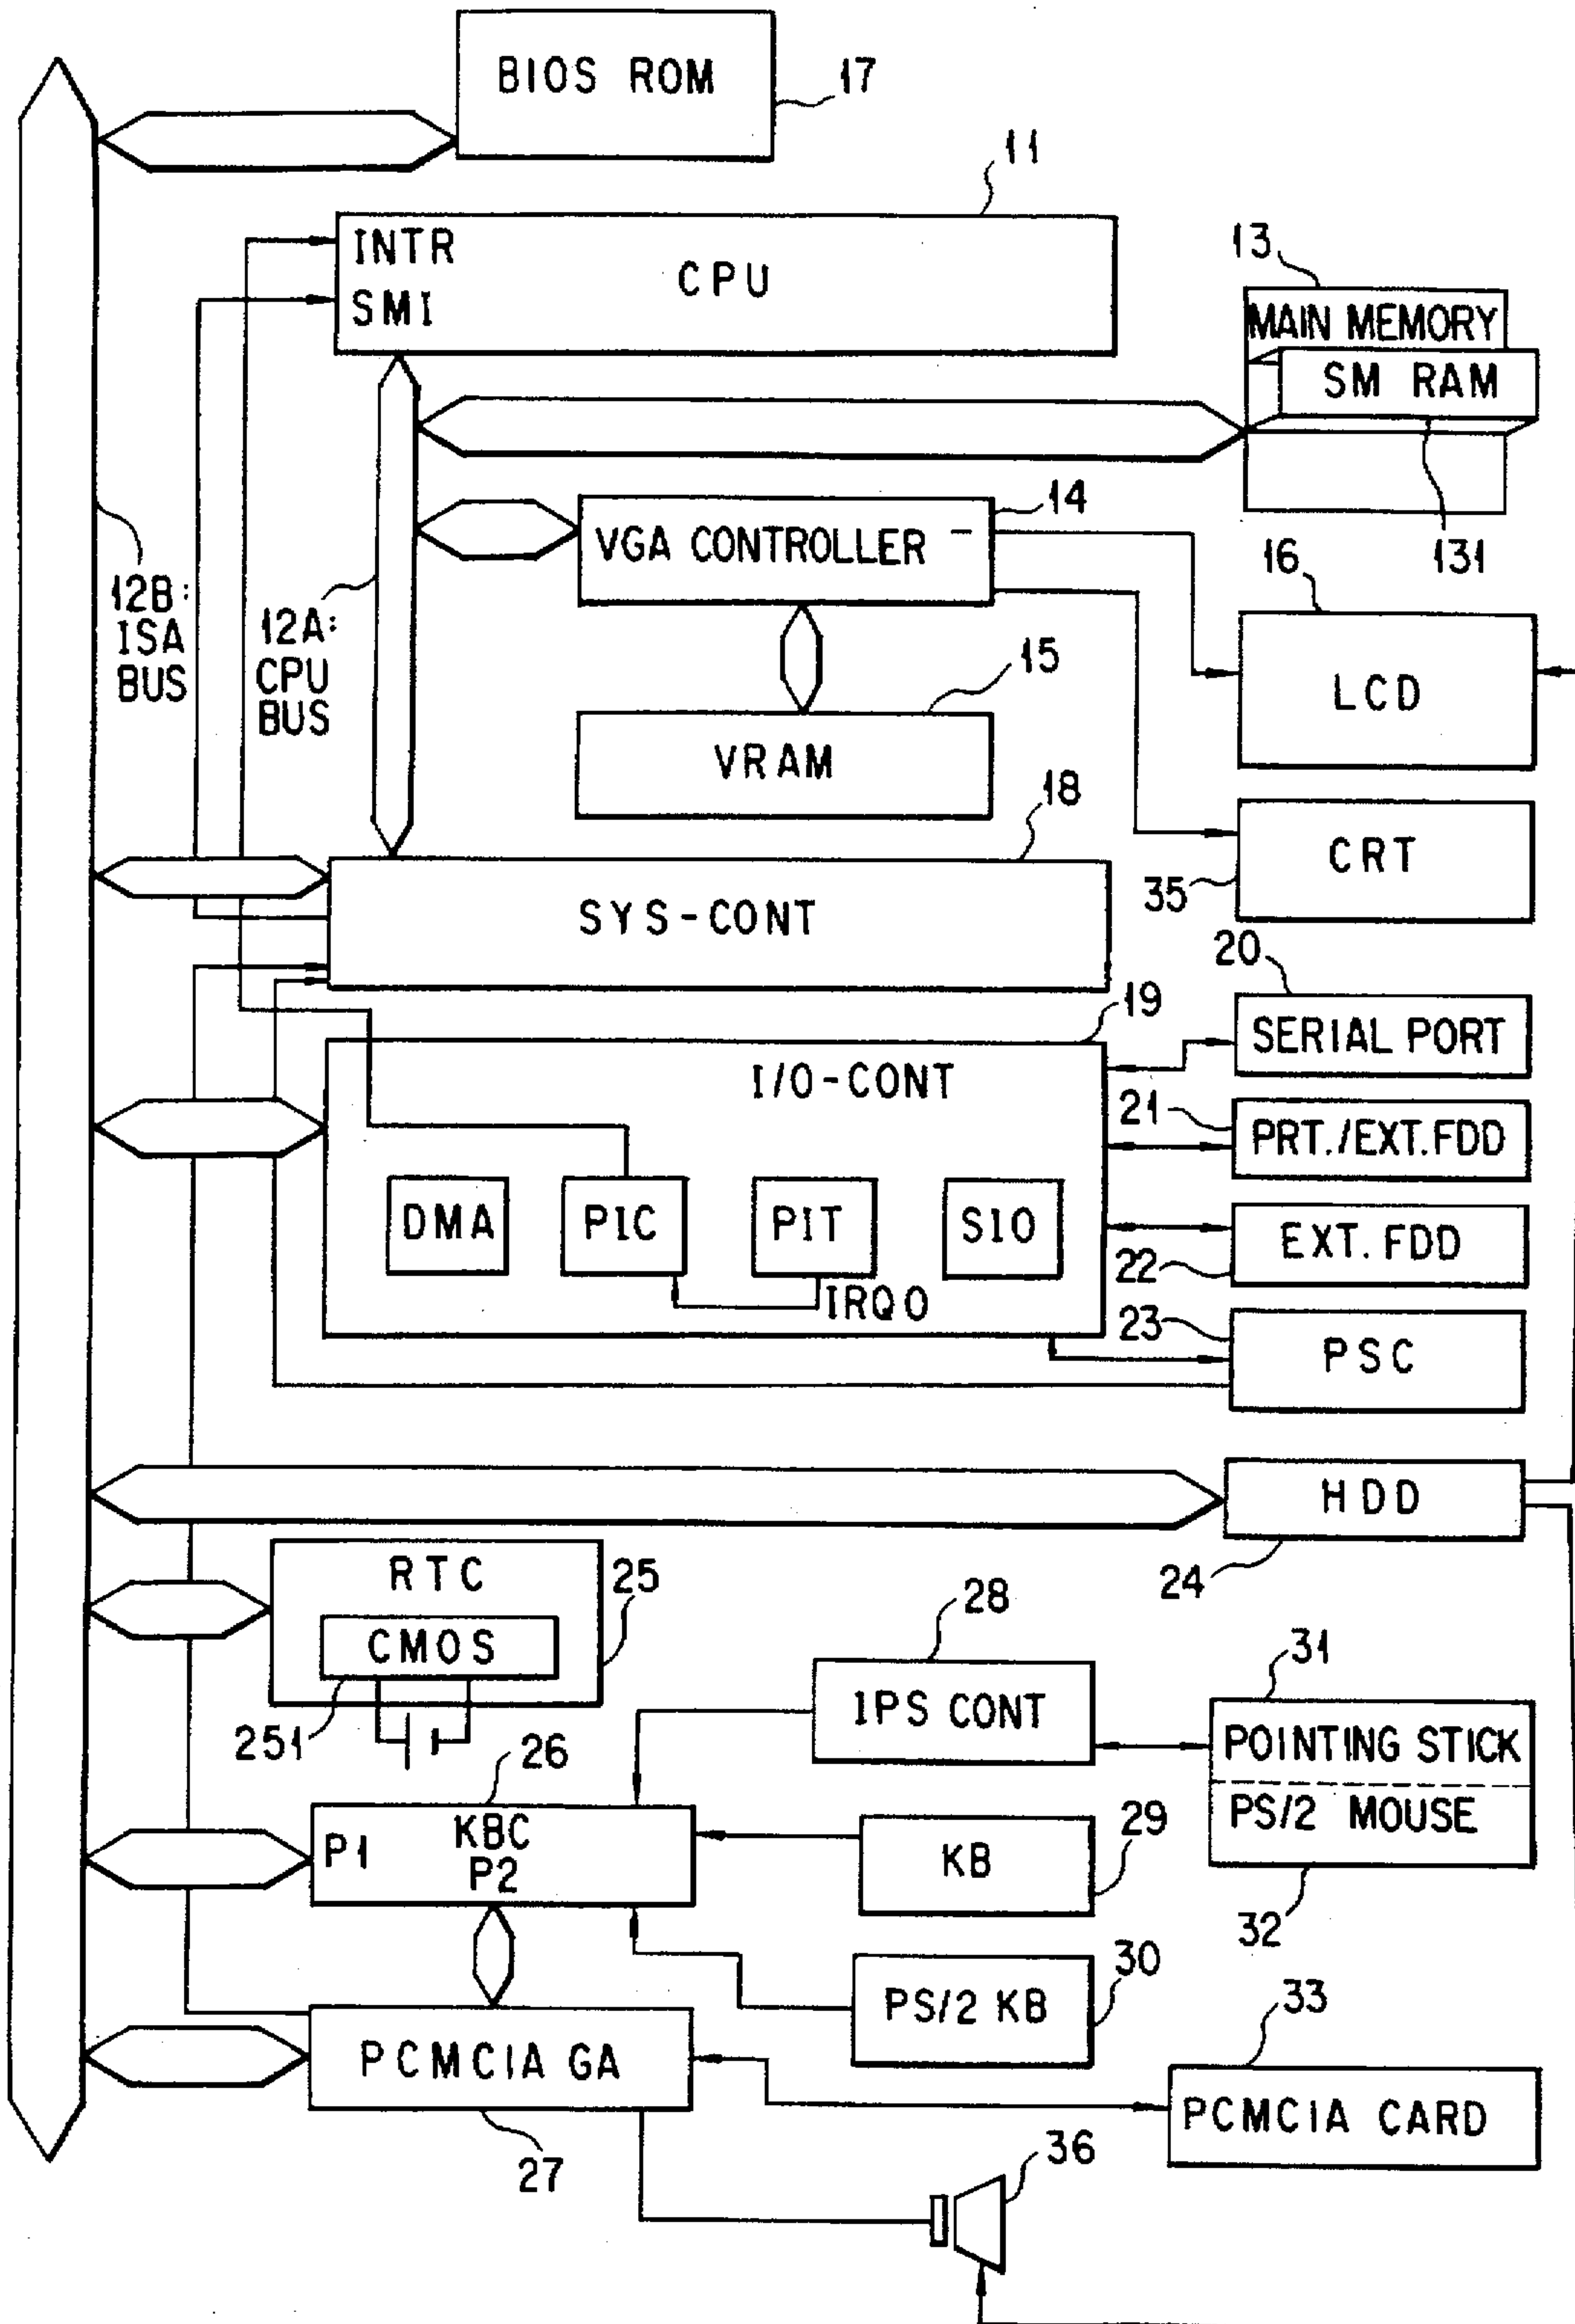 BIOS ROM
17
11
INTR
CPU
SMI
13
MAIN MEMORY
SM RAM
131
14
VGA CONTROLLER
12B:
ISA
BUS
12A:
CPU
BUS
16
LCD
15
VRAM
18
SYS-CONT
CRT
35
20
SERIAL PORT
19
I/O-CONT
21
PRT./EXT.FDD
DMA
PIC
PIT
SIO
IRQ0
EXT. FDD
22
23
PSC
HDD
24
RTC
25
CMOS
251
28
IPS CONT
31
POINTING STICK
PS/2 MOUSE
32
26
P1
KBC
P2
KB
29
PS/2 KB
30
PCMCIA GA
27
33
PCMCIA CARD
36